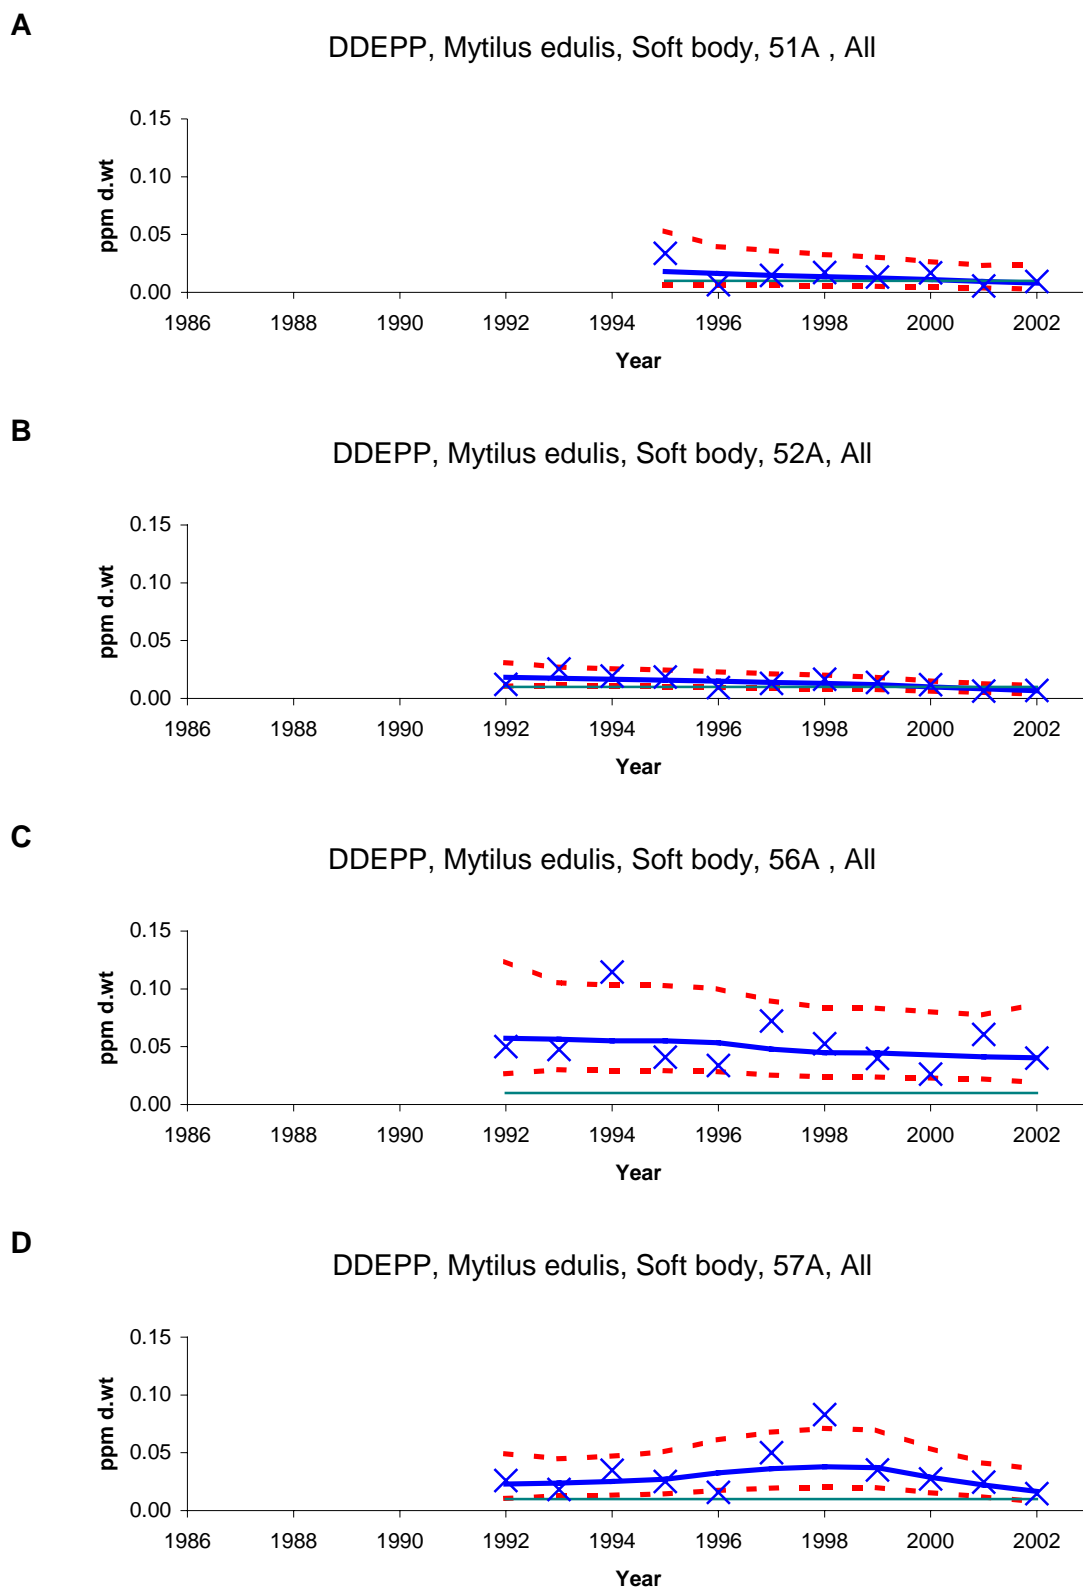 A
DDEPP, Mytilus edulis, Soft body, 51A , All
ppm d.wt
0.15
0.10
0.05
0.00
1986 1988 1990 1992 1994 1996 1998 2000 2002
Year
B
DDEPP, Mytilus edulis, Soft body, 52A, All
ppm d.wt
0.15
0.10
0.05
0.00
1986 1988 1990 1992 1994 1996 1998 2000 2002
Year
C
DDEPP, Mytilus edulis, Soft body, 56A , All
ppm d.wt
0.15
0.10
0.05
0.00
1986 1988 1990 1992 1994 1996 1998 2000 2002
Year
D
DDEPP, Mytilus edulis, Soft body, 57A, All
ppm d.wt
0.15
0.10
0.05
0.00
1986 1988 1990 1992 1994 1996 1998 2000 2002
Year